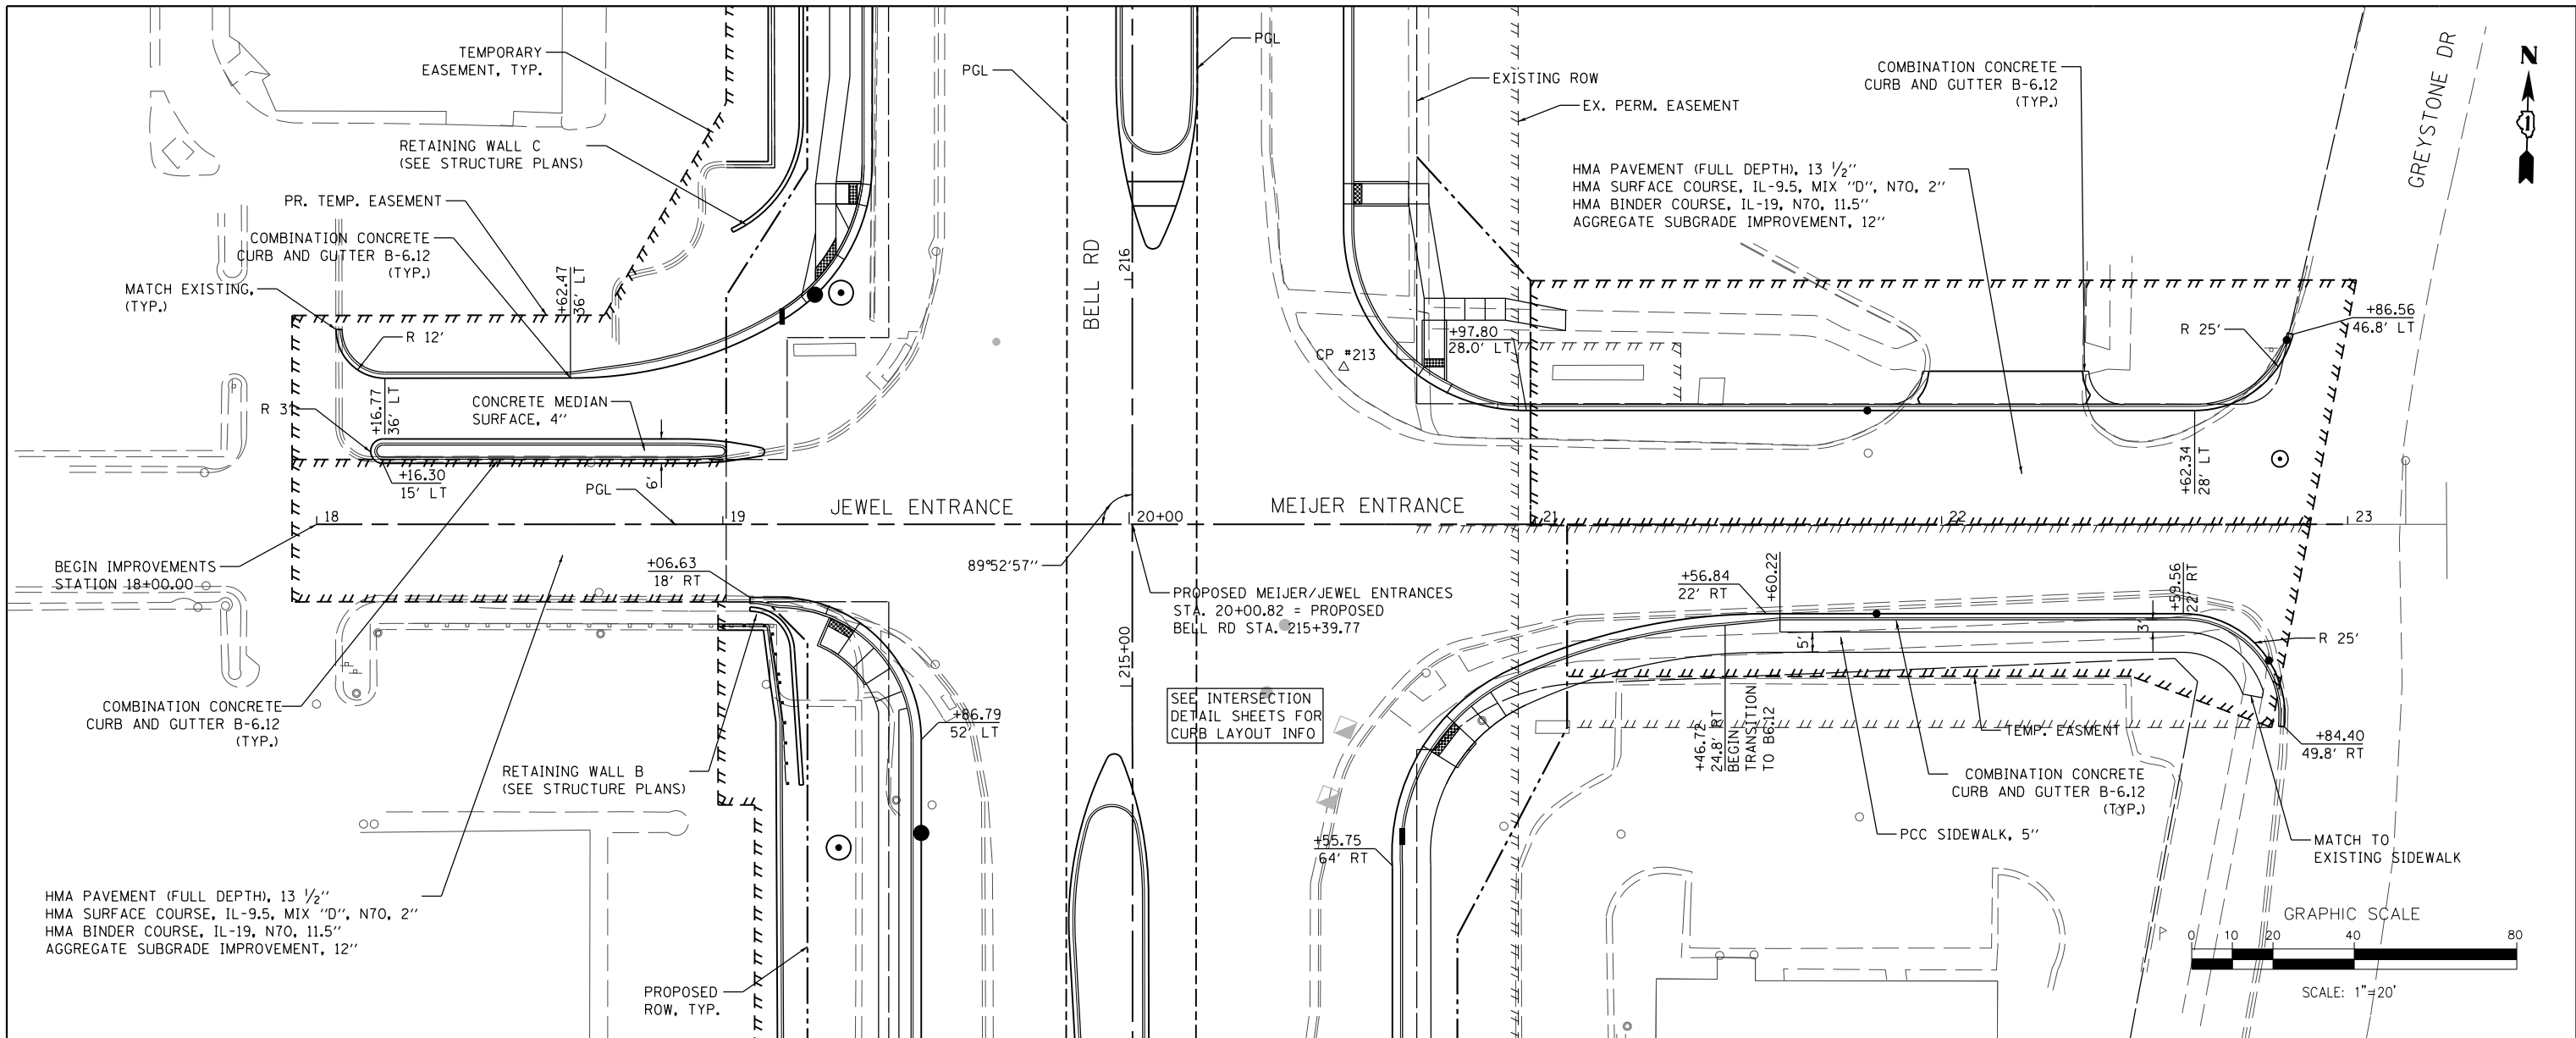 TEMPORARY
EASEMENT, TYP.
RETAINING WALL C
(SEE STRUCTURE PLANS)
PR. TEMP. EASEMENT
COMBINATION CONCRETE
CURB AND GUTTER B-6.12
(TYP.)
MATCH EXISTING,
(TYP.)
+62.47
36' LT
R 12'
R 3'
+16.77
36' LT
CONCRETE MEDIAN
SURFACE, 4"
+16.30
15' LT
6'
PGL
18
19
BEGIN IMPROVEMENTS
STATION 18+00.00
+06.63
18' RT
COMBINATION CONCRETE
CURB AND GUTTER B-6.12
(TYP.)
RETAINING WALL B
(SEE STRUCTURE PLANS)
+86.79
52' LT
HMA PAVEMENT (FULL DEPTH), 13 1/2"
HMA SURFACE COURSE, IL-9.5, MIX "D", N70, 2"
HMA BINDER COURSE, IL-19, N70, 11.5"
AGGREGATE SUBGRADE IMPROVEMENT, 12"
PROPOSED
ROW, TYP.
PGL
PGL
BELL RD
216
JEWEL ENTRANCE
MEIJER ENTRANCE
20+00
89°52'57"
PROPOSED MEIJER/JEWEL ENTRANCES
STA. 20+00.82 = PROPOSED
BELL RD STA. 215+39.77
215+00
SEE INTERSECTION
DETAIL SHEETS FOR
CURB LAYOUT INFO
+55.75
64' RT
EXISTING ROW
EX. PERM. EASEMENT
COMBINATION CONCRETE
CURB AND GUTTER B-6.12
(TYP.)
HMA PAVEMENT (FULL DEPTH), 13 1/2"
HMA SURFACE COURSE, IL-9.5, MIX "D", N70, 2"
HMA BINDER COURSE, IL-19, N70, 11.5"
AGGREGATE SUBGRADE IMPROVEMENT, 12"
GREYSTONE DR
N
1
CP #213
+97.80
28.0' LT
R 25'
+86.56
46.8' LT
+62.34
28' LT
21
22
23
+56.84
22' RT
+60.22
+59.56
22' RT
5'
3'
R 25'
+46.72
24.8' RT
BEGIN
TRANSITION
TO B6.12
TEMP. EASMENT
COMBINATION CONCRETE
CURB AND GUTTER B-6.12
(TYP.)
PCC SIDEWALK, 5"
+84.40
49.8' RT
MATCH TO
EXISTING SIDEWALK
GRAPHIC SCALE
0 10 20 40 80
SCALE: 1"=20'